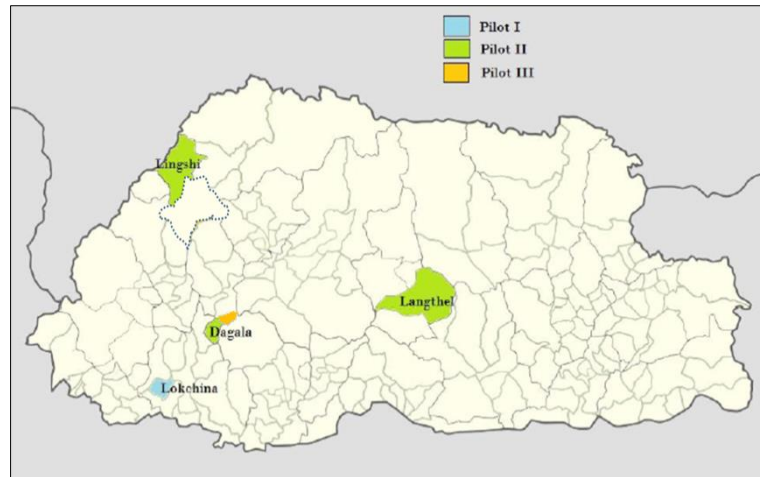 Pilot I
Pilot II
Pilot III
Lingshi
Langthel
Dagala
Lokchina